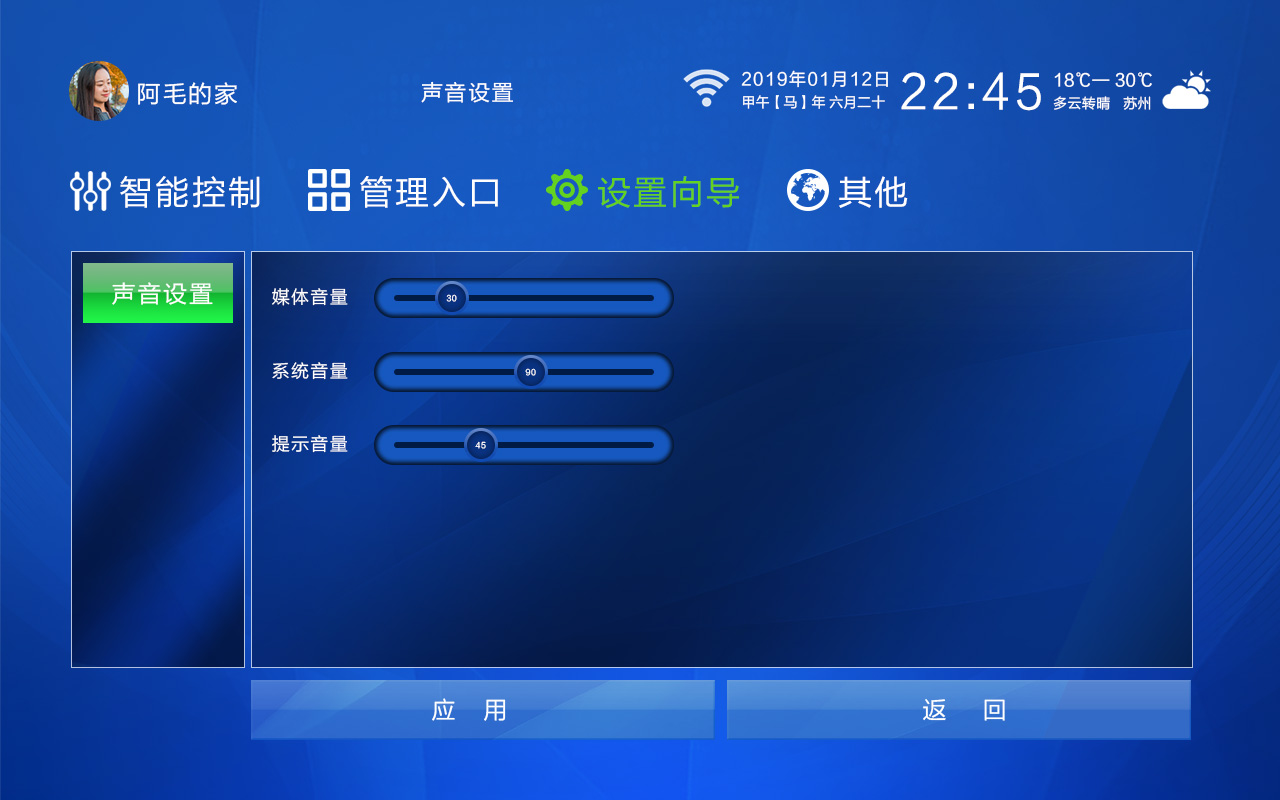 阿毛的家
声音设置
2019年01月12日
甲午【马】年 六月二十
22:45
18℃— 30℃
多云转晴 苏州
智能控制
管理入口
设置向导
其他
声音设置
媒体音量
30
系统音量
90
提示音量
45
应 用
返 回